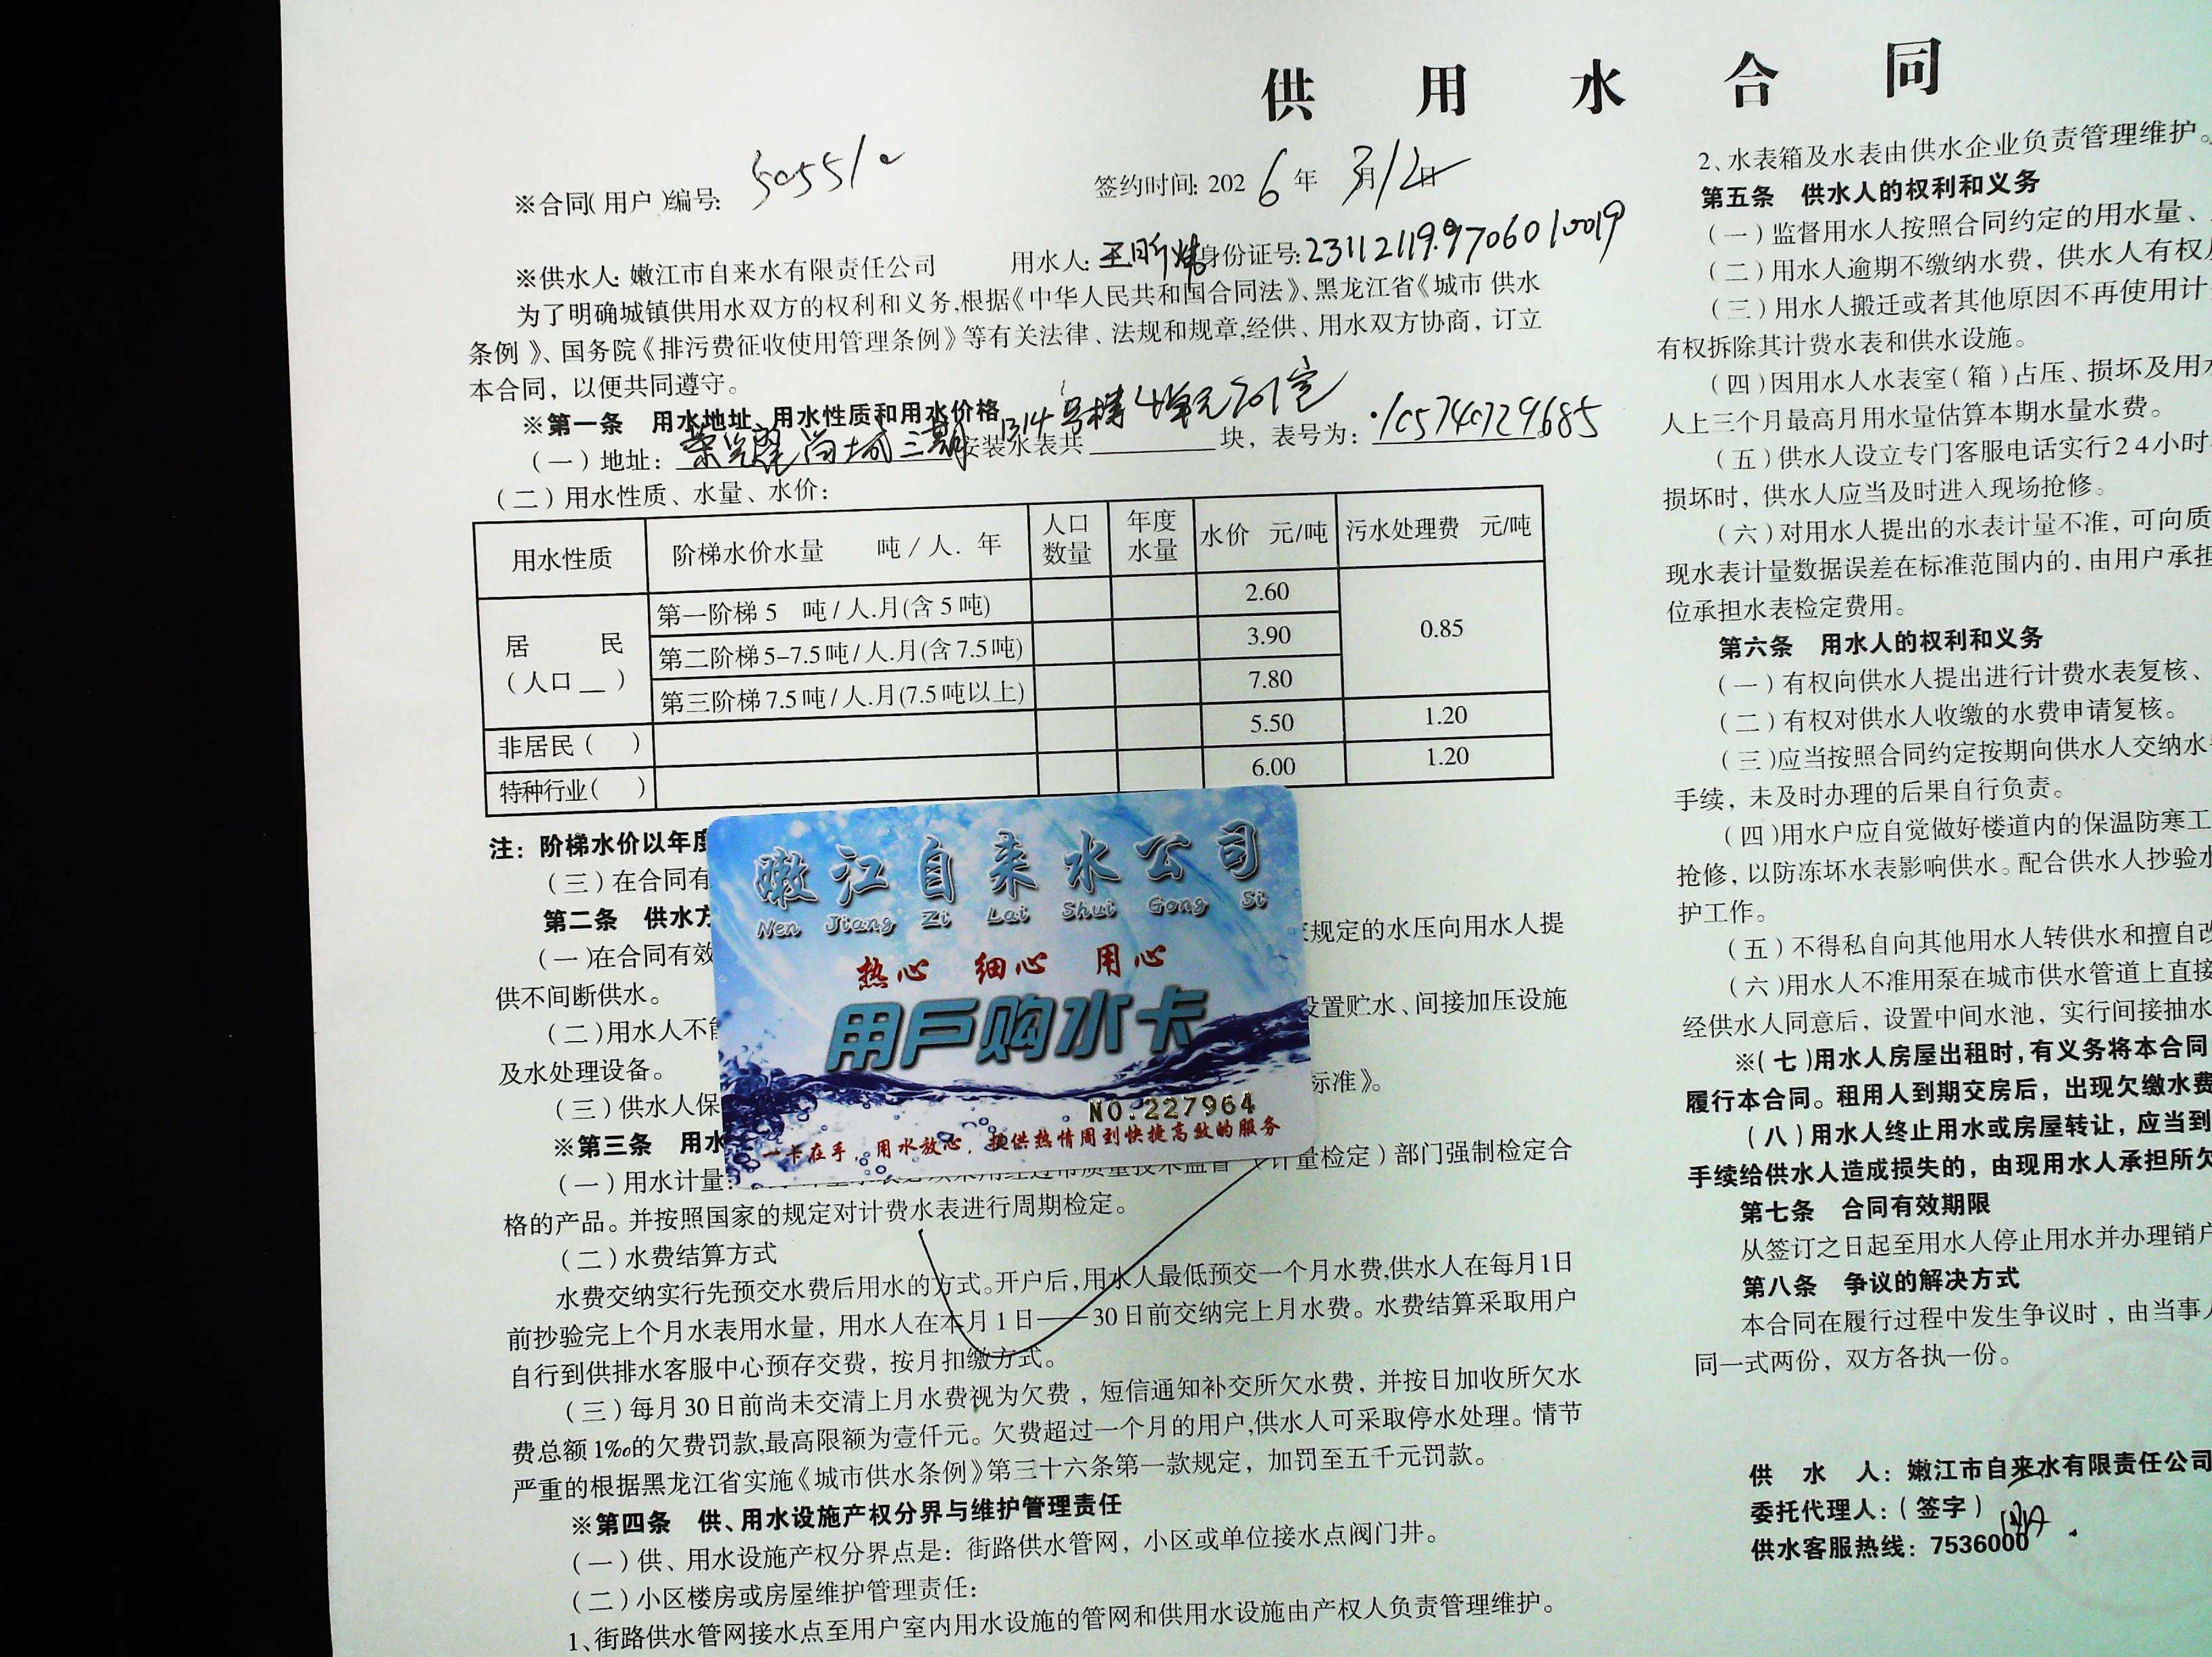 供用水合同
※合同(用户)编号: 505510
签约时间: 2026年3月12日
※供水人: 嫩江市自来水有限责任公司 用水人: 王昕 身份证号:
为了明确城镇供用水双方的权利和义务,根据《中华人民共和国合同法》、黑龙江省《城市 供水
条例》、国务院《排污费征收使用管理条例》等有关法律、法规和规章,经供、用水双方协商，订立
本合同，以便共同遵守。
※第一条 用水地址、用水性质和用水价格
1314号楼4单元701室
(一)地址: 荣光耀尚城三期 安装水表共 块，表号为:
(二)用水性质、水量、水价:
用水性质 阶梯水价水量 吨/人. 年 人口数量 年度水量 水价 元/吨 污水处理费 元/吨
居 民 (人口__) 第一阶梯5 吨/人.月(含5吨) 2.60 0.85
第二阶梯5-7.5吨/人.月(含7.5吨) 3.90
第三阶梯7.5吨/人.月(7.5吨以上) 7.80
非居民( ) 5.50 1.20
特种行业( ) 6.00 1.20
注: 阶梯水价以年度
(三)在合同有
第二条 供水方
(一)在合同有效 规定的水压向用水人提
供不间断供水。
(二)用水人不能 设置贮水、间接加压设施
及水处理设备。
(三)供水人保 标准》。
※第三条 用水
(一)用水计量: 计量检定)部门强制检定合
格的产品。并按照国家的规定对计费水表进行周期检定。
(二)水费结算方式
水费交纳实行先预交水费后用水的方式。开户后,用水人最低预交一个月水费,供水人在每月1日
前抄验完上个月水表用水量，用水人在本月1日——30日前交纳完上月水费。水费结算采取用户
自行到供排水客服中心预存交费，按月扣缴方式。
(三)每月30日前尚未交清上月水费视为欠费，短信通知补交所欠水费，并按日加收所欠水
费总额1‰的欠费罚款,最高限额为壹仟元。欠费超过一个月的用户,供水人可采取停水处理。情节
严重的根据黑龙江省实施《城市供水条例》第三十六条第一款规定，加罚至五千元罚款。
※第四条 供、用水设施产权分界与维护管理责任
(一)供、用水设施产权分界点是: 街路供水管网，小区或单位接水点阀门井。
(二)小区楼房或房屋维护管理责任:
1、街路供水管网接水点至用户室内用水设施的管网和供用水设施由产权人负责管理维护。
嫩江自来水公司
Nen Jiang Zi Lai Shui Gong Si
热心 细心 用心
用户购水卡
NO.227964
一卡在手，用水放心，提供热情周到快捷高效的服务
2、水表箱及水表由供水企业负责管理维护。
第五条 供水人的权利和义务
(一)监督用水人按照合同约定的用水量、
(二)用水人逾期不缴纳水费，供水人有权
(三)用水人搬迁或者其他原因不再使用计
有权拆除其计费水表和供水设施。
(四)因用水人水表室(箱)占压、损坏及用水
人上三个月最高月用水量估算本期水量水费。
(五)供水人设立专门客服电话实行24小时
损坏时，供水人应当及时进入现场抢修。
(六)对用水人提出的水表计量不准，可向质
现水表计量数据误差在标准范围内的,由用户承担
位承担水表检定费用。
第六条 用水人的权利和义务
(一)有权向供水人提出进行计费水表复核、
(二)有权对供水人收缴的水费申请复核。
(三)应当按照合同约定按期向供水人交纳水
手续，未及时办理的后果自行负责。
(四)用水户应自觉做好楼道内的保温防寒工
抢修,以防冻坏水表影响供水。配合供水人抄验水
护工作。
(五)不得私自向其他用水人转供水和擅自改
(六)用水人不准用泵在城市供水管道上直接
经供水人同意后，设置中间水池，实行间接抽水
※(七)用水人房屋出租时,有义务将本合同
履行本合同。租用人到期交房后，出现欠缴水费
(八)用水人终止用水或房屋转让，应当到
手续给供水人造成损失的，由现用水人承担所欠
第七条 合同有效期限
从签订之日起至用水人停止用水并办理销户
第八条 争议的解决方式
本合同在履行过程中发生争议时，由当事人
同一式两份，双方各执一份。
供水人: 嫩江市自来水有限责任公司
委托代理人:(签字)
供水客服热线: 7536000